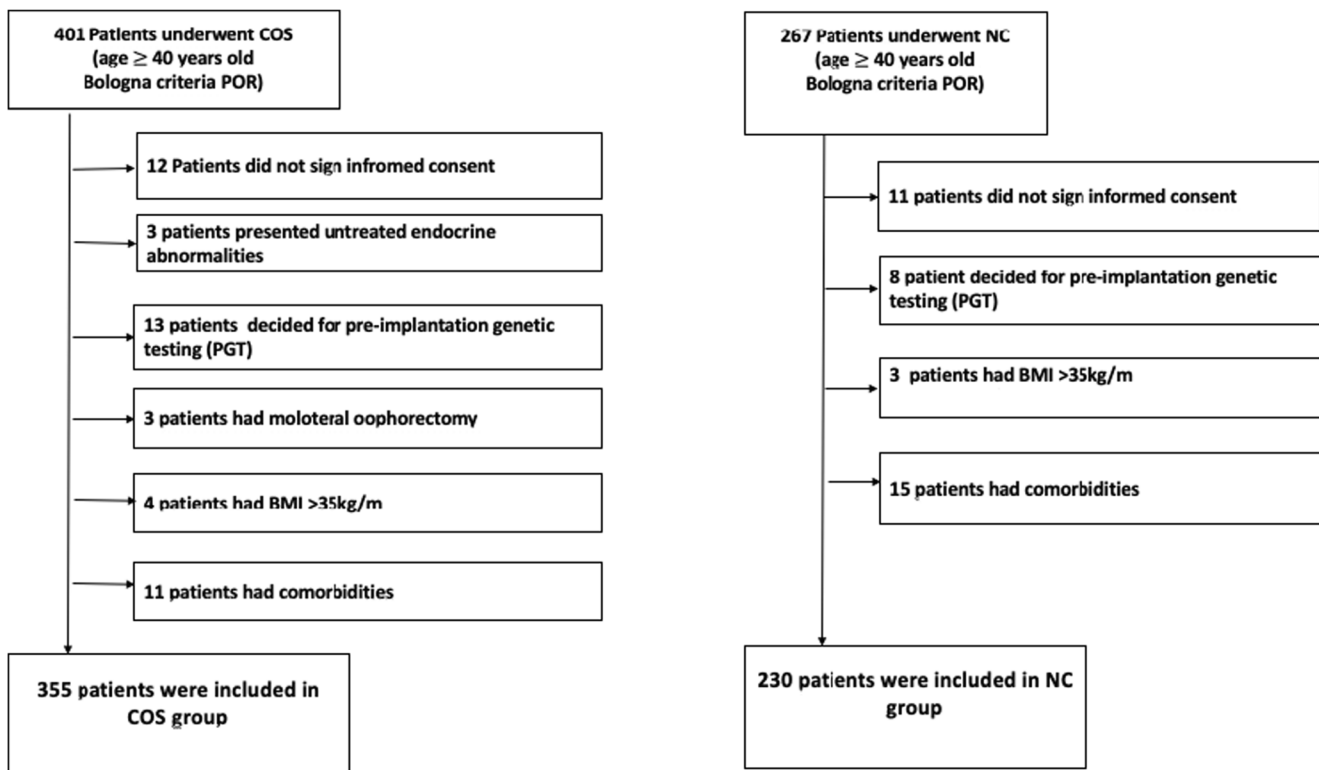 401 Patients underwent COS
(age ≥ 40 years old
Bologna criteria POR)
12 Patients did not sign infromed consent
3 patients presented untreated endocrine
abnormalities
13 patients decided for pre-implantation genetic
testing (PGT)
3 patients had moloteral oophorectomy
4 patients had BMI >35kg/m
11 patients had comorbidities
355 patients were included in
COS group
267 Patients underwent NC
(age ≥ 40 years old
Bologna criteria POR)
11 patients did not sign informed consent
8 patient decided for pre-implantation genetic
testing (PGT)
3 patients had BMI >35kg/m
15 patients had comorbidities
230 patients were included in NC
group